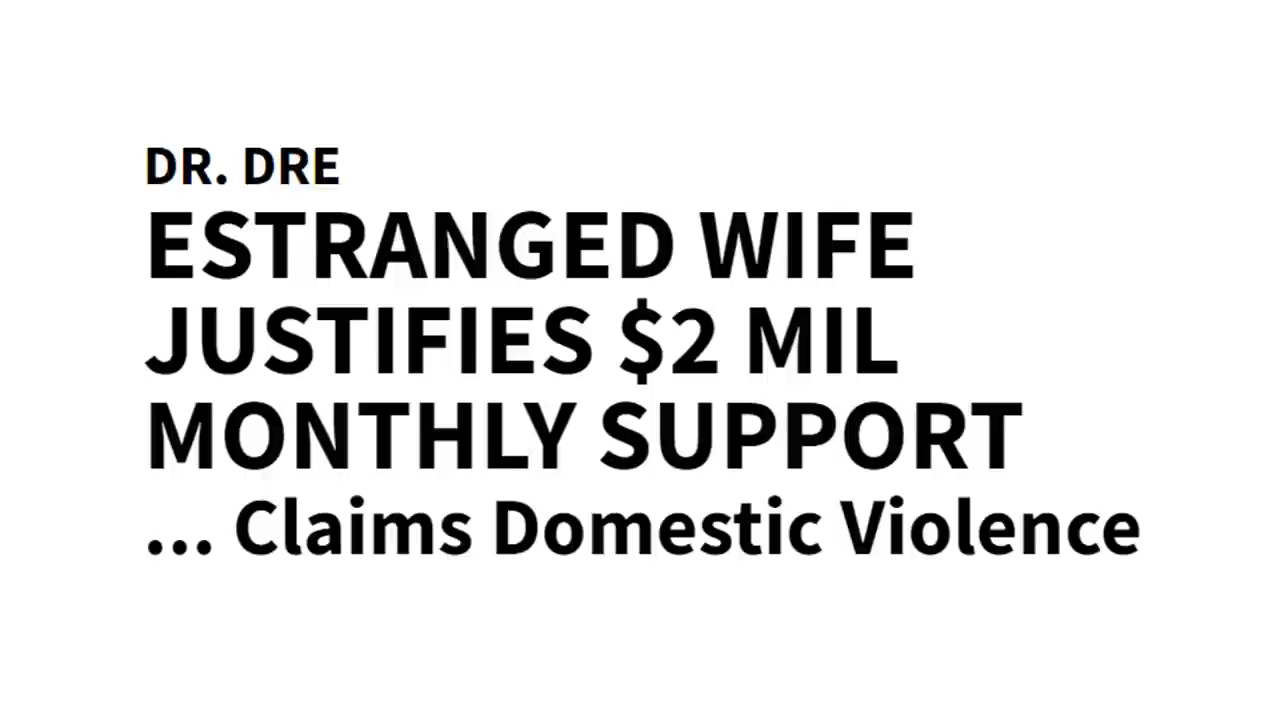 DR. DRE
ESTRANGED WIFE
JUSTIFIES $2 MIL
MONTHLY SUPPORT
... Claims Domestic Violence